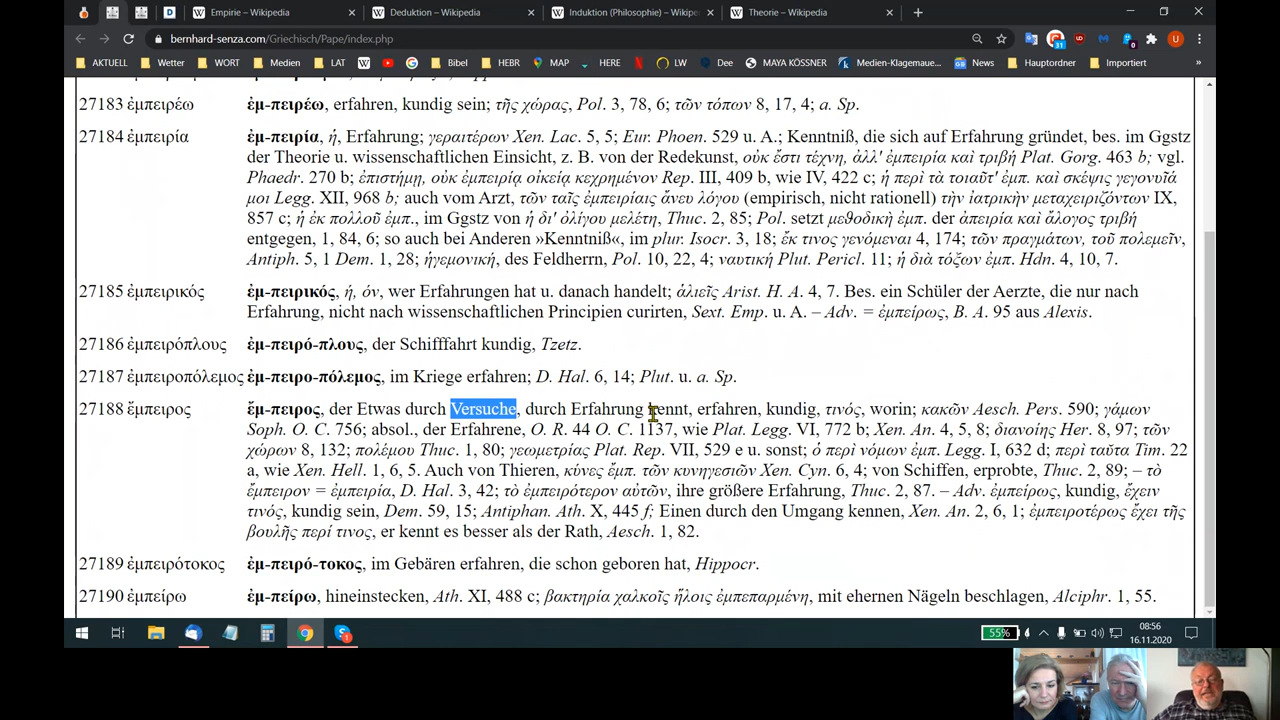 Empirie – Wikipedia
Deduktion – Wikipedia
Induktion (Philosophie) – Wikipe
Theorie – Wikipedia
bernhard-senza.com/Griechisch/Pape/index.php
AKTUELL Wetter WORT Medien LAT Bibel HEBR MAP HERE LW Dee MAYA KÖSSNER Medien-Klagemaue... News Hauptordner Importiert
27183 ἐμπειρέω ἐμ-πειρέω, erfahren, kundig sein; τῆς χώρας, Pol. 3, 78, 6; τῶν τόπων 8, 17, 4; a. Sp.
27184 ἐμπειρία ἐμ-πειρία, ἡ, Erfahrung; γεραιτέρων Xen. Lac. 5, 5; Eur. Phoen. 529 u. A.; Kenntniß, die sich auf Erfahrung gründet, bes. im Ggstz
der Theorie u. wissenschaftlichen Einsicht, z. B. von der Redekunst, οὐκ ἔστι τέχνη, ἀλλ' ἐμπειρία καὶ τριβή Plat. Gorg. 463 b; vgl.
Phaedr. 270 b; ἐπιστήμῃ, οὐκ ἐμπειρίᾳ οἰκείᾳ κεχρημένον Rep. III, 409 b, wie IV, 422 c; ἡ περὶ τὰ τοιαῦτ' ἐμπ. καὶ σκέψις γεγονυῖά
μοι Legg. XII, 968 b; auch vom Arzt, τῶν ταῖς ἐμπειρίαις ἄνευ λόγου (empirisch, nicht rationell) τὴν ἰατρικὴν μεταχειριζόντων IX,
857 c; ἡ ἐκ πολλοῦ ἐμπ., im Ggstz von ἡ δι' ὀλίγου μελέτη, Thuc. 2, 85; Pol. setzt μεθοδικὴ ἐμπ. der ἀπειρία καὶ ἄλογος τριβή
entgegen, 1, 84, 6; so auch bei Anderen »Kenntniß«, im plur. Isocr. 3, 18; ἔκ τινος γενόμεναι 4, 174; τῶν πραγμάτων, τοῦ πολεμεῖν,
Antiph. 5, 1 Dem. 1, 28; ἡγεμονική, des Feldherrn, Pol. 10, 22, 4; ναυτική Plut. Pericl. 11; ἡ διὰ τόξων ἐμπ. Hdn. 4, 10, 7.
27185 ἐμπειρικός ἐμ-πειρικός, ή, όν, wer Erfahrungen hat u. danach handelt; ἁλιεῖς Arist. H. A. 4, 7. Bes. ein Schüler der Aerzte, die nur nach
Erfahrung, nicht nach wissenschaftlichen Principien curirten, Sext. Emp. u. A. – Adv. = ἐμπείρως, B. A. 95 aus Alexis.
27186 ἐμπειρόπλους ἐμ-πειρό-πλους, der Schifffahrt kundig, Tzetz.
27187 ἐμπειροπόλεμος ἐμ-πειρο-πόλεμος, im Kriege erfahren; D. Hal. 6, 14; Plut. u. a. Sp.
27188 ἔμπειρος ἔμ-πειρος, der Etwas durch Versuche, durch Erfahrung kennt, erfahren, kundig, τινός, worin; κακῶν Aesch. Pers. 590; γάμων
Soph. O. C. 756; absol., der Erfahrene, O. R. 44 O. C. 1137, wie Plat. Legg. VI, 772 b; Xen. An. 4, 5, 8; διανοίης Her. 8, 97; τῶν
χώρων 8, 132; πολέμου Thuc. 1, 80; γεωμετρίας Plat. Rep. VII, 529 e u. sonst; ὁ περὶ νόμων ἐμπ. Legg. I, 632 d; περὶ ταῦτα Tim. 22
a, wie Xen. Hell. 1, 6, 5. Auch von Thieren, κύνες ἔμπ. τῶν κυνηγεσιῶν Xen. Cyn. 6, 4; von Schiffen, erprobte, Thuc. 2, 89; – τὸ
ἔμπειρον = ἐμπειρία, D. Hal. 3, 42; τὸ ἐμπειρότερον αὐτῶν, ihre größere Erfahrung, Thuc. 2, 87. – Adv. ἐμπείρως, kundig, ἔχειν
τινός, kundig sein, Dem. 59, 15; Antiphan. Ath. X, 445 f; Einen durch den Umgang kennen, Xen. An. 2, 6, 1; ἐμπειροτέρως ἔχει τῆς
βουλῆς περί τινος, er kennt es besser als der Rath, Aesch. 1, 82.
27189 ἐμπειρότοκος ἐμ-πειρό-τοκος, im Gebären erfahren, die schon geboren hat, Hippocr.
27190 ἐμπείρω ἐμ-πείρω, hineinstecken, Ath. XI, 488 c; βακτηρία χαλκοῖς ἥλοις ἐμπεπαρμένη, mit ehernen Nägeln beschlagen, Alciphr. 1, 55.
55%
08:56
16.11.2020